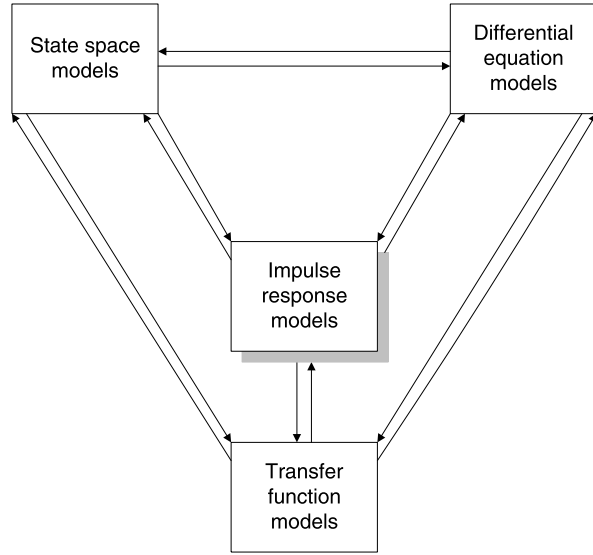 State space
models
Differential
equation
models
Impulse
response
models
Transfer
function
models